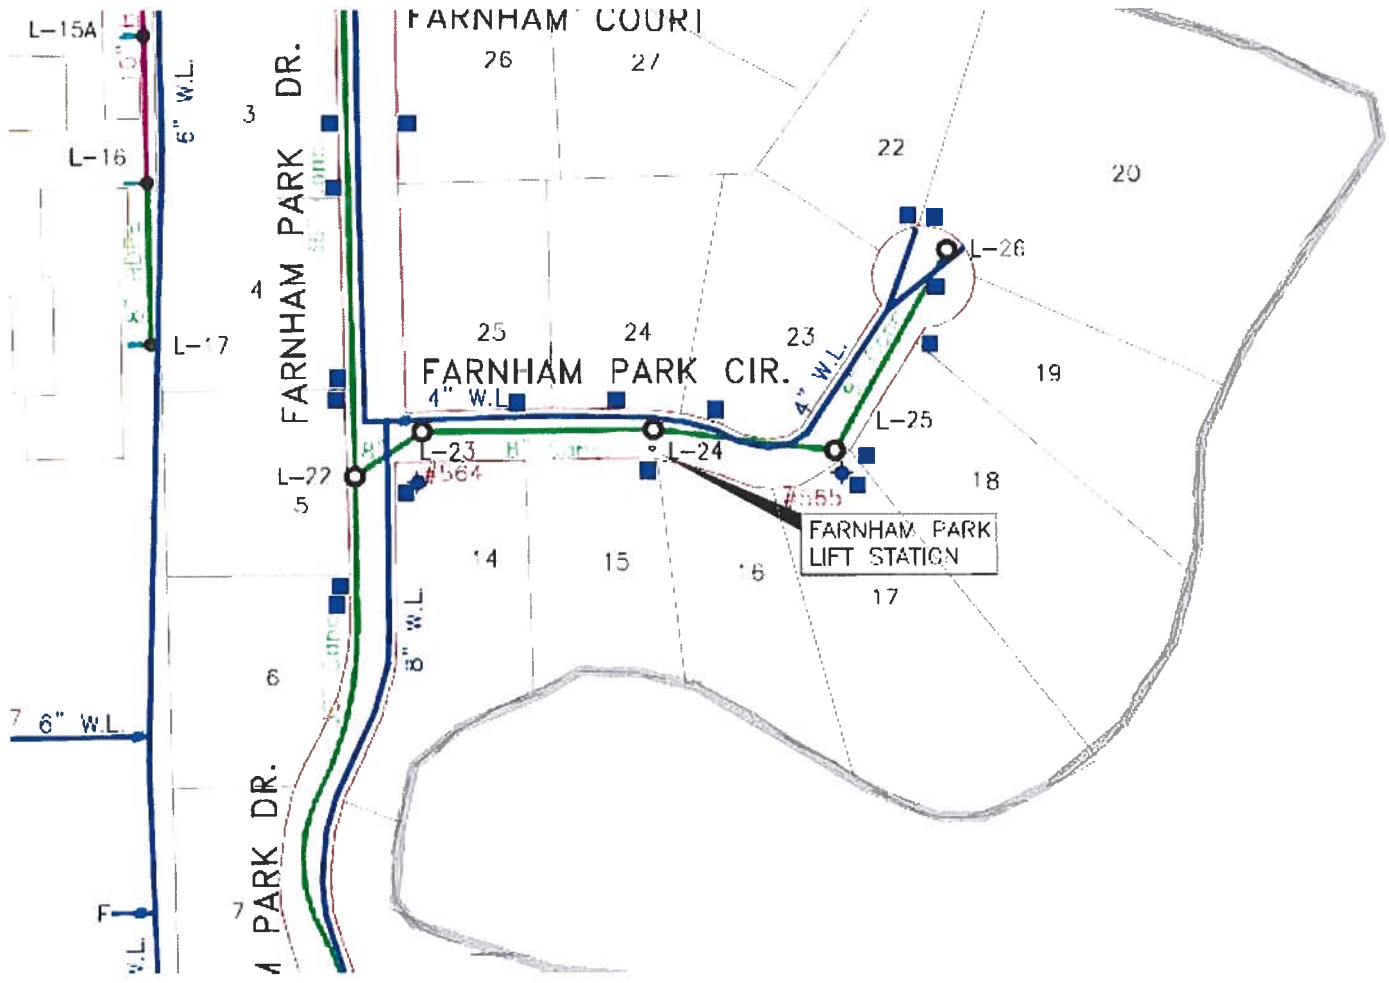 FARNHAM COURT
L-15A
15"
6" W.L.
FARNHAM PARK DR.
26
27
3
L-16
22
20
L-26
4
L-17
25
24
23
19
FARNHAM PARK CIR.
4" W.L.
4" W.L.
8"
L-23
L-24
L-25
L-22
#564
#565
5
18
FARNHAM PARK
LIFT STATION
14
15
16
17
8" W.L.
6
7
6" W.L.
M PARK DR.
7
F
W.L.